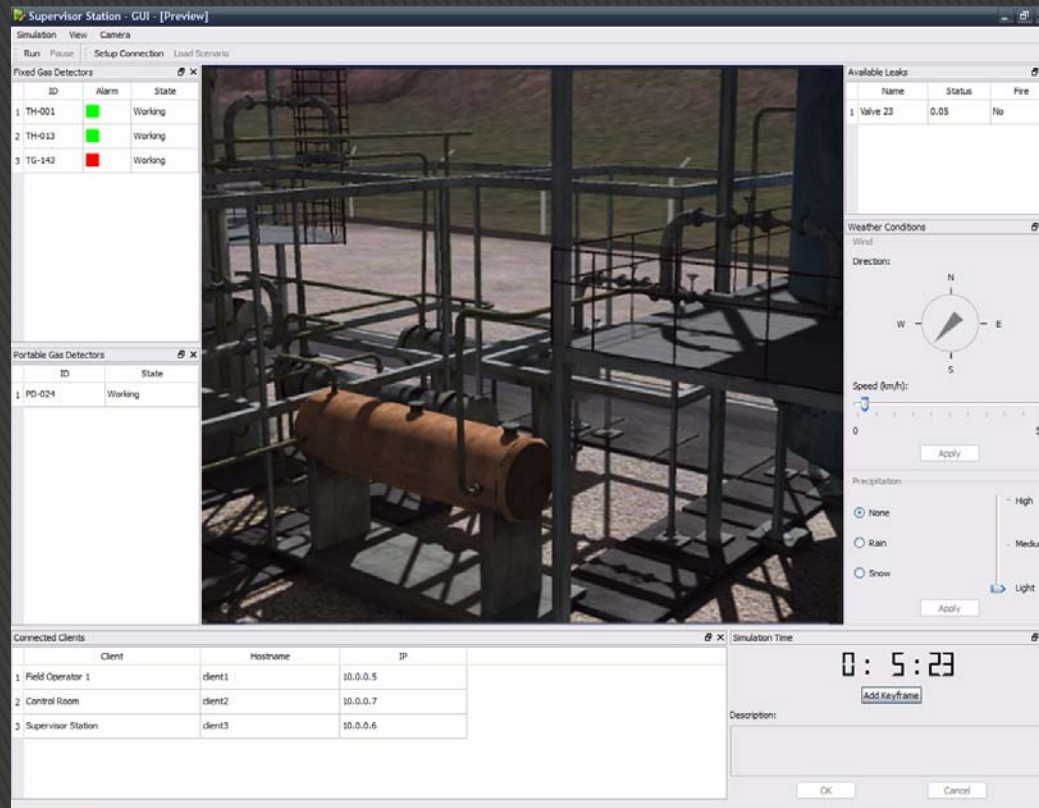 Supervisor Station - GUI - [Preview]
Simulation View Camera
Run Pause Setup Connection Load Scenario
Fixed Gas Detectors
ID Alarm State
1 TH-001 Working
2 TH-013 Working
3 TG-143 Working
Portable Gas Detectors
ID State
1 PD-024 Working
Available Leaks
Name Status Fire
1 Valve 23 0.05 No
Weather Conditions
Wind
Direction:
N
W E
S
Speed (km/h):
0 5
Apply
Precipitation
None
Rain
Snow
High
Medium
Light
Apply
Connected Clients
Client Hostname IP
1 Field Operator 1 client1 10.0.0.5
2 Control Room client2 10.0.0.7
3 Supervisor Station client3 10.0.0.6
Simulation Time
0: 5:23
Add Keyframe
Description:
OK Cancel